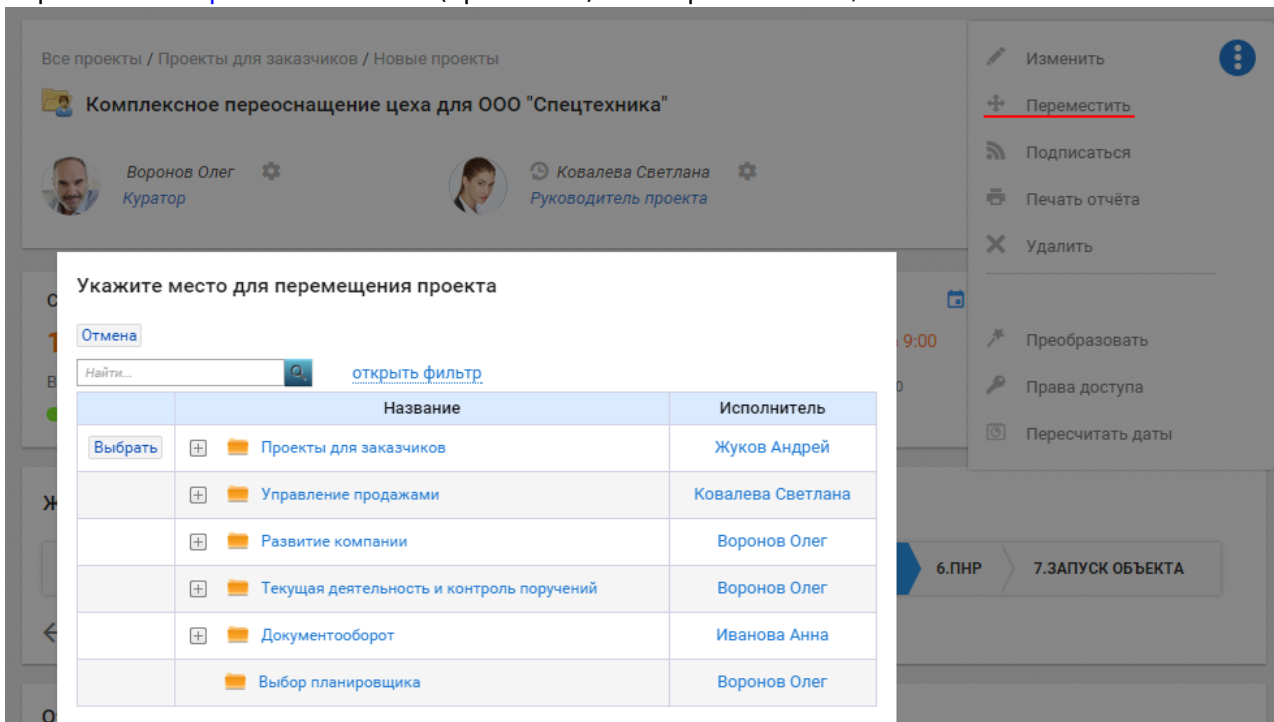 Все проекты / Проекты для заказчиков / Новые проекты
Комплексное переоснащение цеха для ООО "Спецтехника"
Воронов Олег
Куратор
Ковалева Светлана
Руководитель проекта
Изменить
Переместить
Подписаться
Печать отчёта
Удалить
Преобразовать
Права доступа
Пересчитать даты
Укажите место для перемещения проекта
Отмена
9:00
Найти...
открыть фильтр
Название
Исполнитель
Выбрать
Проекты для заказчиков
Жуков Андрей
Управление продажами
Ковалева Светлана
Развитие компании
Воронов Олег
6.ПНР
7.ЗАПУСК ОБЪЕКТА
Текущая деятельность и контроль поручений
Воронов Олег
Документооборот
Иванова Анна
Выбор планировщика
Воронов Олег